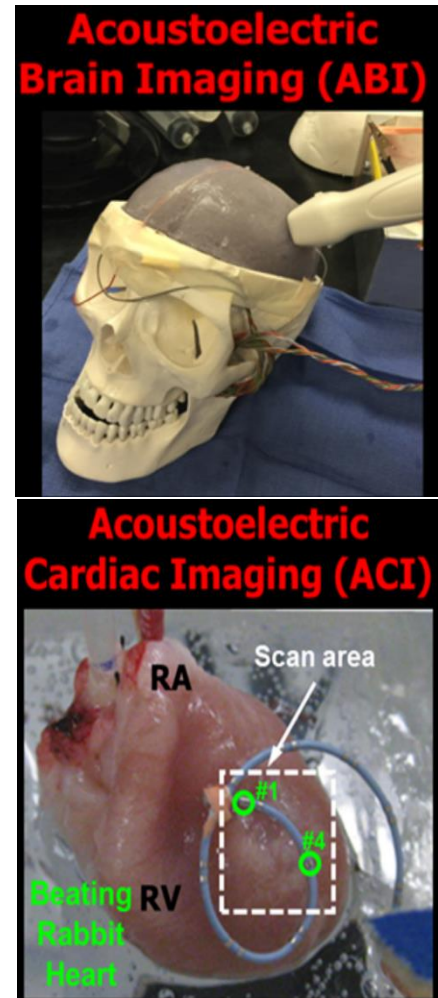 Acoustoelectric
Brain Imaging (ABI)
Acoustoelectric
Cardiac Imaging (ACI)
Scan area
RA
#1
#4
Beating
RV
Rabbit
Heart